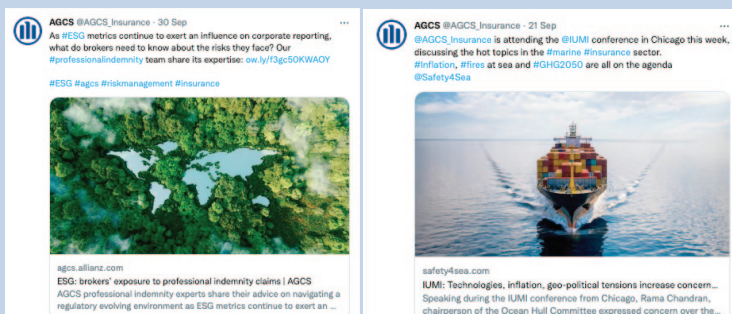 AGCS @AGCS_Insurance · 30 Sep
As #ESG metrics continue to exert an influence on corporate reporting,
what do brokers need to know about the risks they face? Our
#professionalindemnity team share its expertise: ow.ly/f3gc50KWAOY
#ESG #agcs #riskmanagement #insurance
agcs.allianz.com
ESG: brokers' exposure to professional indemnity claims | AGCS
AGCS professional indemnity experts share their advice on navigating a
regulatory evolving environment as ESG metrics continue to exert an ...
AGCS @AGCS_Insurance · 21 Sep
@AGCS_Insurance is attending the @IUMI conference in Chicago this week,
discussing the hot topics in the #marine #insurance sector.
#Inflation, #fires at sea and #GHG2050 are all on the agenda
@Safety4Sea
safety4sea.com
IUMI: Technologies, inflation, geo-political tensions increase concern...
Speaking during the IUMI conference from Chicago, Rama Chandran,
chairperson of the Ocean Hull Committee expressed concern over the...